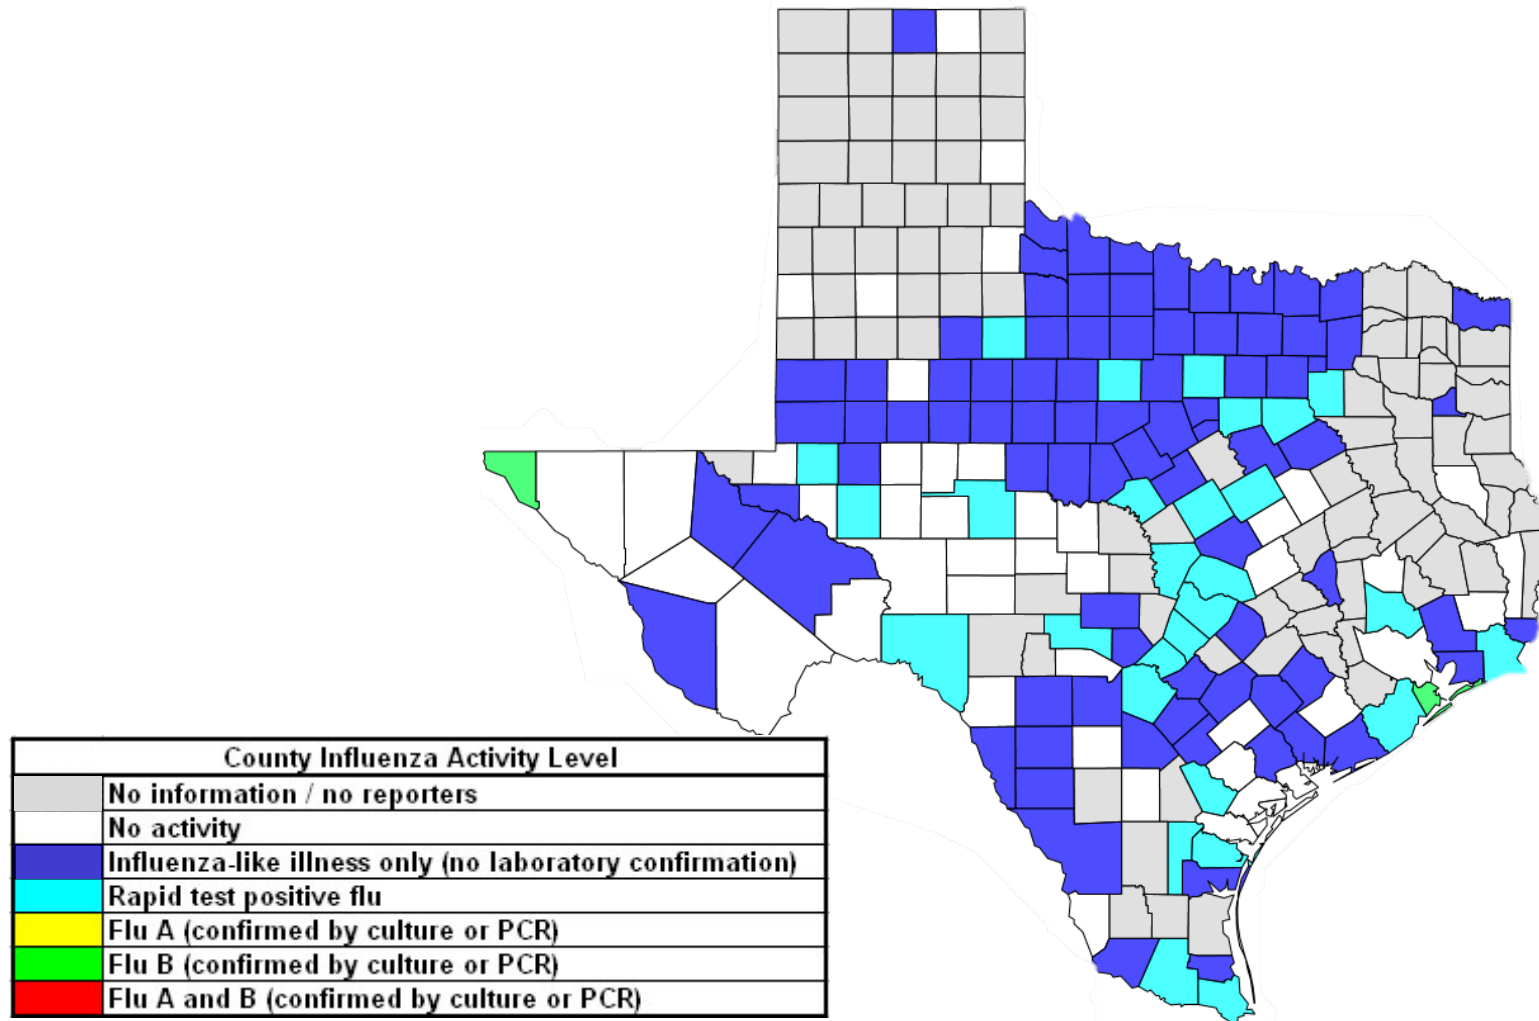 County Influenza Activity Level
No information / no reporters
No activity
Influenza-like illness only (no laboratory confirmation)
Rapid test positive flu
Flu A (confirmed by culture or PCR)
Flu B (confirmed by culture or PCR)
Flu A and B (confirmed by culture or PCR)